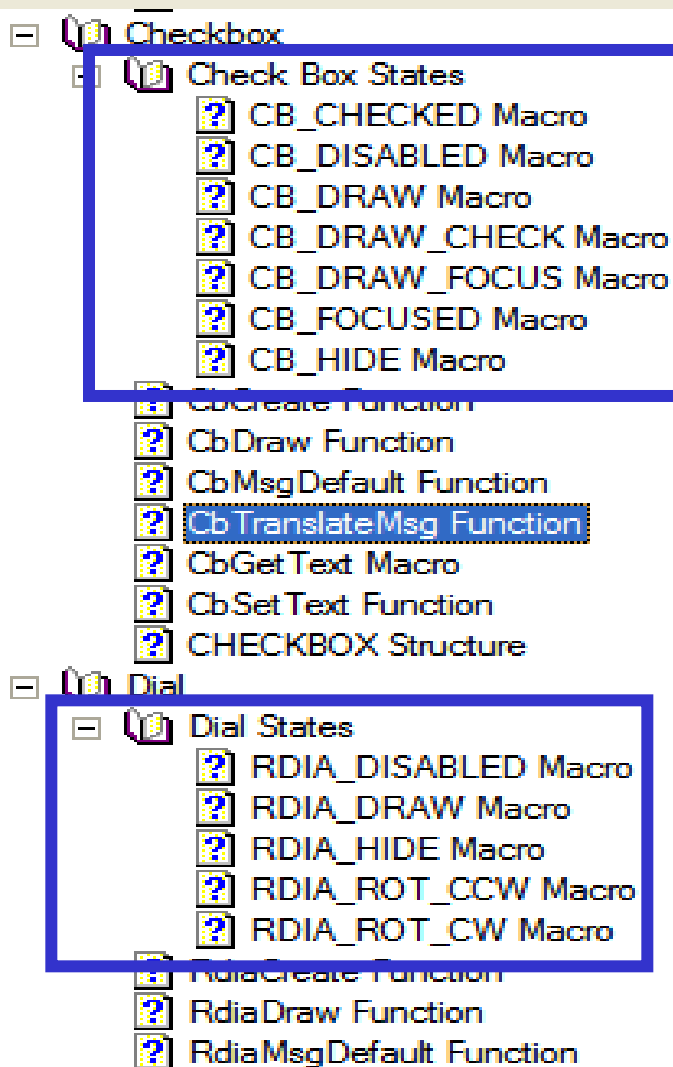 Checkbox
Check Box States
CB_CHECKED Macro
CB_DISABLED Macro
CB_DRAW Macro
CB_DRAW_CHECK Macro
CB_DRAW_FOCUS Macro
CB_FOCUSED Macro
CB_HIDE Macro
CbCreate Function
CbDraw Function
CbMsgDefault Function
CbTranslateMsg Function
CbGetText Macro
CbSetText Function
CHECKBOX Structure
Dial
Dial States
RDIA_DISABLED Macro
RDIA_DRAW Macro
RDIA_HIDE Macro
RDIA_ROT_CCW Macro
RDIA_ROT_CW Macro
RdiaCreate Function
RdiaDraw Function
RdiaMsgDefault Function